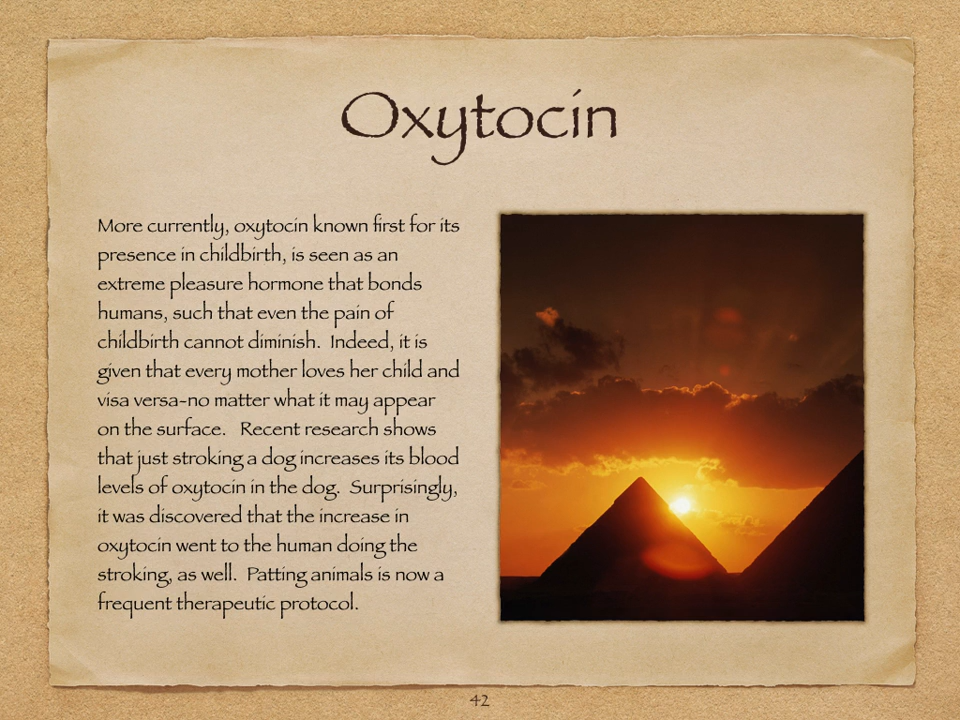 Oxytocin
More currently, oxytocin known first for its
presence in childbirth, is seen as an
extreme pleasure hormone that bonds
humans, such that even the pain of
childbirth cannot diminish.  Indeed, it is
given that every mother loves her child and
visa versa-no matter what it may appear
on the surface.   Recent research shows
that just stroking a dog increases its blood
levels of oxytocin in the dog.  Surprisingly,
it was discovered that the increase in
oxytocin went to the human doing the
stroking, as well.  Patting animals is now a
frequent therapeutic protocol.
42